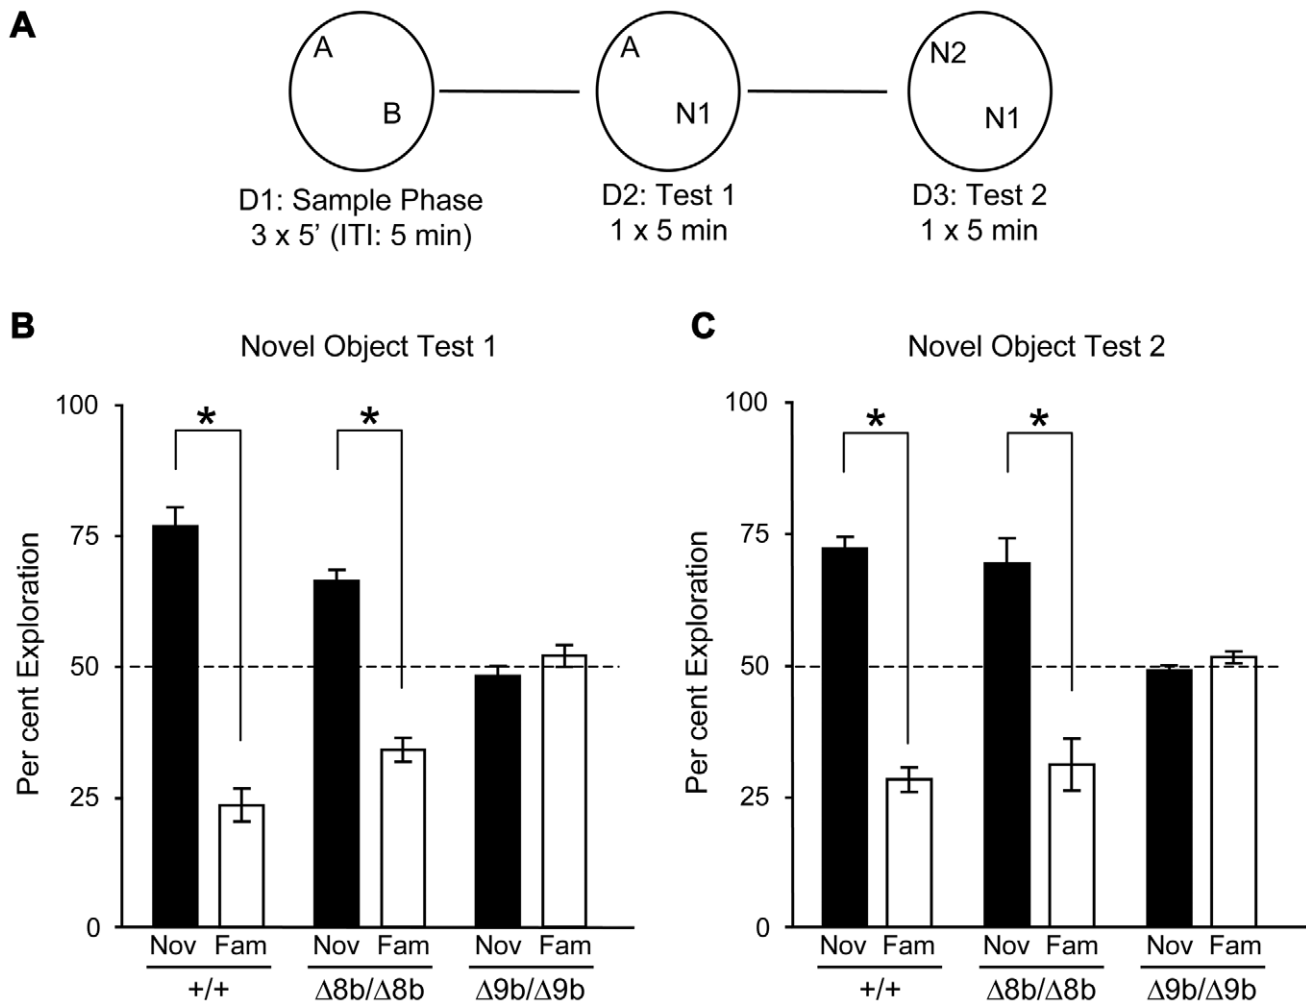 A
A
B
A
N1
N2
N1
D1: Sample Phase
3 x 5’ (ITI: 5 min)
D2: Test 1
1 x 5 min
D3: Test 2
1 x 5 min
B
Novel Object Test 1
Per cent Exploration
100
75
50
25
0
*
*
Nov Fam Nov Fam Nov Fam
+/+ Δ8b/Δ8b Δ9b/Δ9b
C
Novel Object Test 2
Per cent Exploration
100
75
50
25
0
*
*
Nov Fam Nov Fam Nov Fam
+/+ Δ8b/Δ8b Δ9b/Δ9b